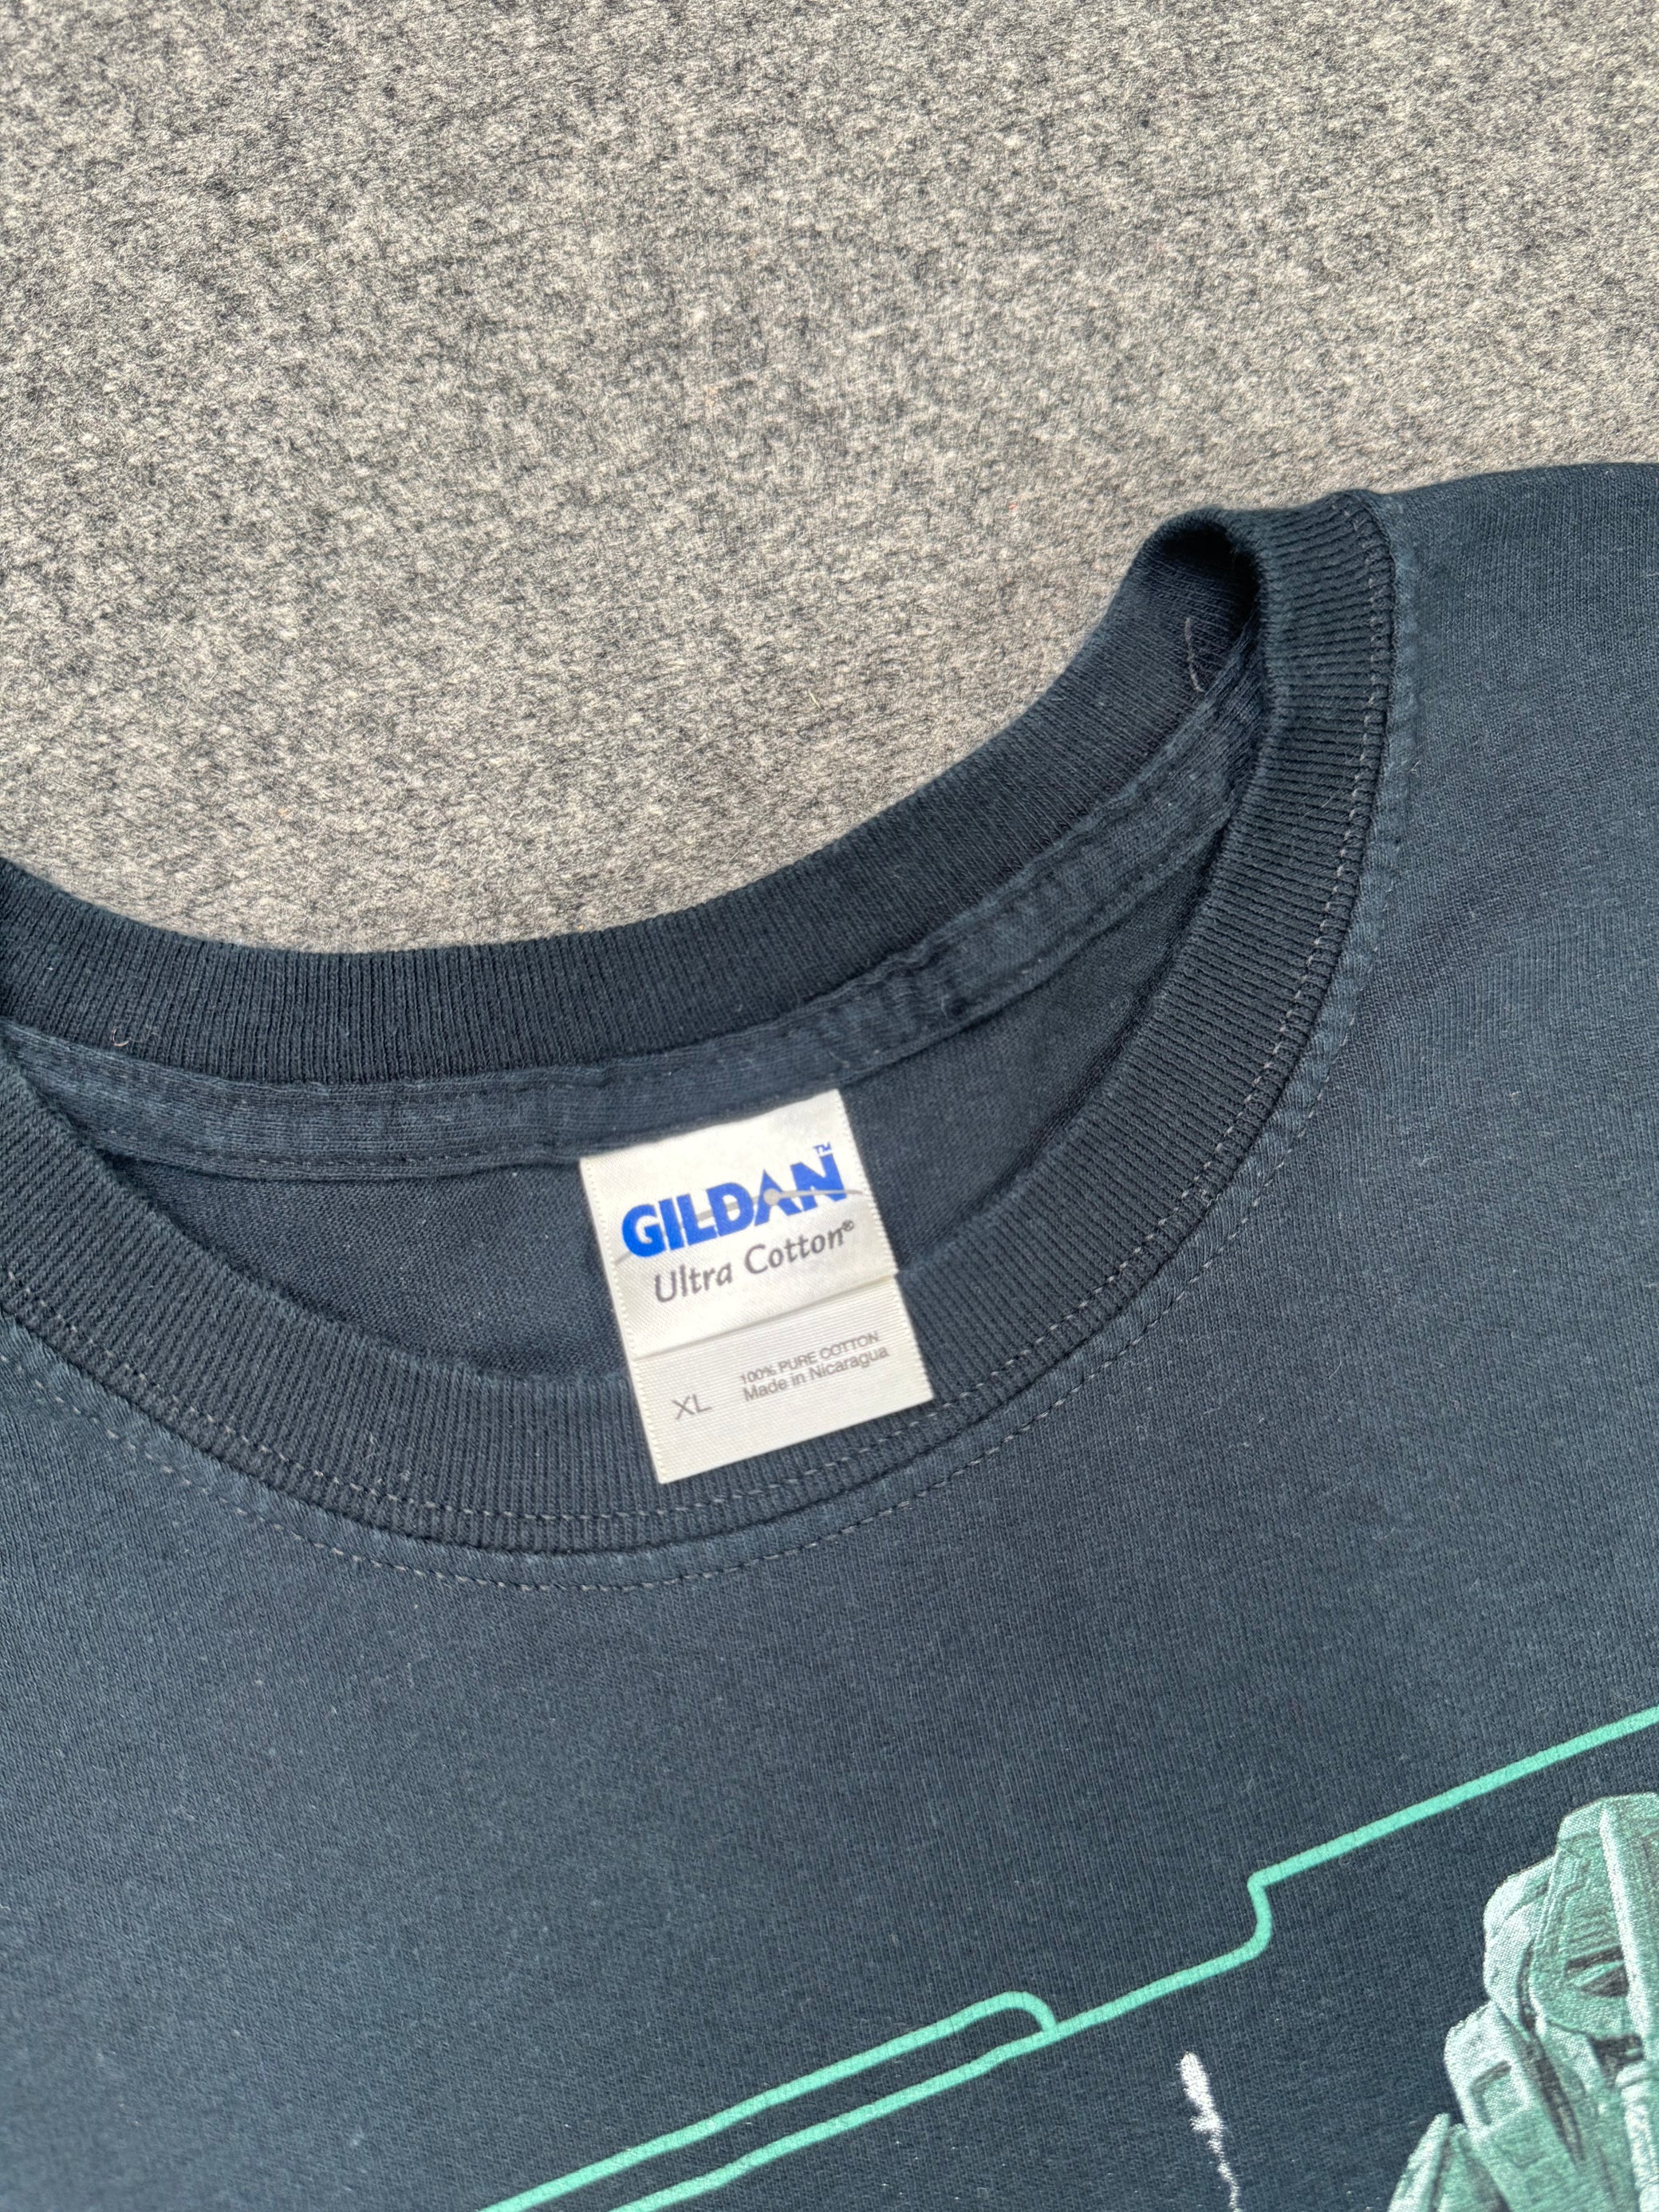 GILDAN™
Ultra Cotton®
XL
100% PURE COTTON
Made in Nicaragua